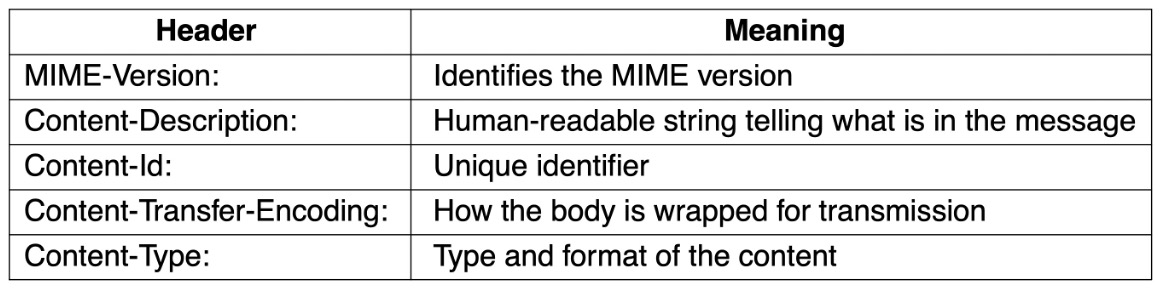 Header Meaning
MIME-Version: Identifies the MIME version
Content-Description: Human-readable string telling what is in the message
Content-Id: Unique identifier
Content-Transfer-Encoding: How the body is wrapped for transmission
Content-Type: Type and format of the content